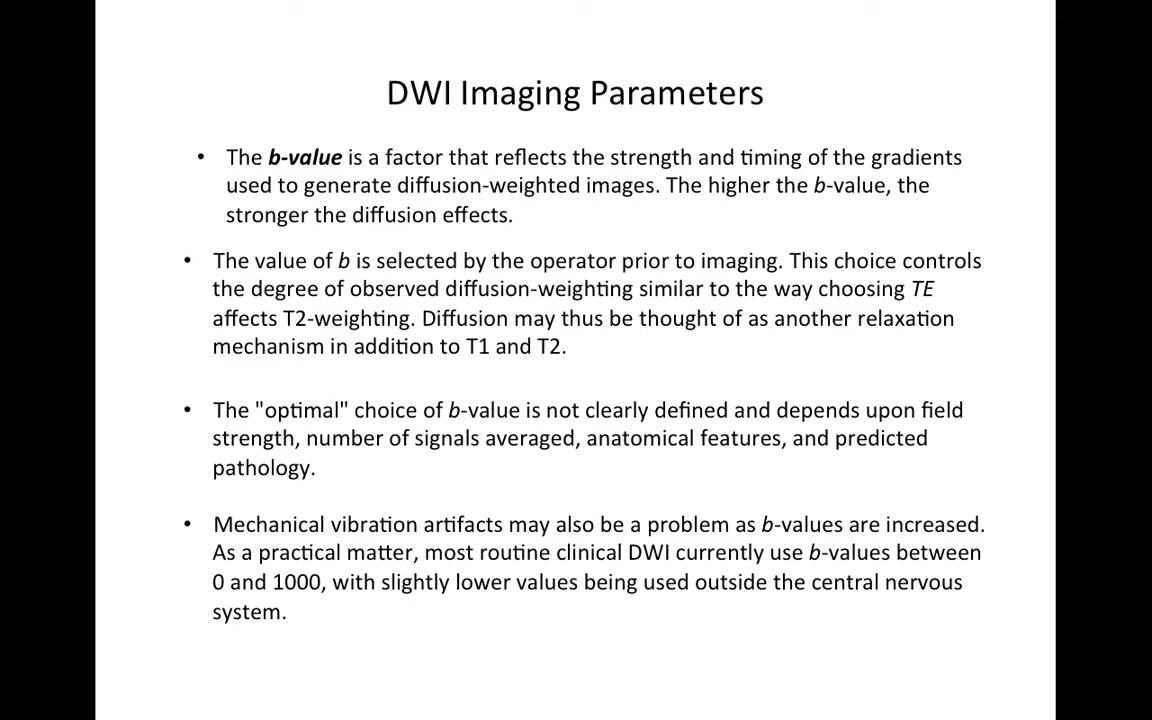 DWI Imaging Parameters
• The b-value is a factor that reflects the strength and timing of the gradients
used to generate diffusion-weighted images. The higher the b-value, the
stronger the diffusion effects.
• The value of b is selected by the operator prior to imaging. This choice controls
the degree of observed diffusion-weighting similar to the way choosing TE
affects T2-weighting. Diffusion may thus be thought of as another relaxation
mechanism in addition to T1 and T2.
• The "optimal" choice of b-value is not clearly defined and depends upon field
strength, number of signals averaged, anatomical features, and predicted
pathology.
• Mechanical vibration artifacts may also be a problem as b-values are increased.
As a practical matter, most routine clinical DWI currently use b-values between
0 and 1000, with slightly lower values being used outside the central nervous
system.